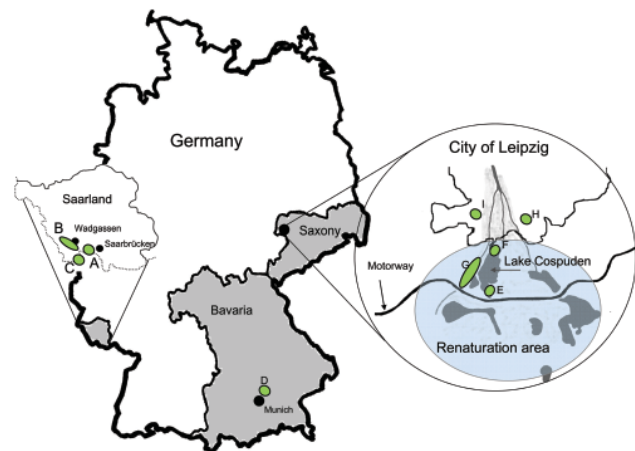 Germany
City of Leipzig
Saarland
I
H
B
Wadgassen
Saarbrücken
A
C
Saxony
F
Lake Cospuden
G
Motorway
E
Bavaria
Renaturation area
D
Munich